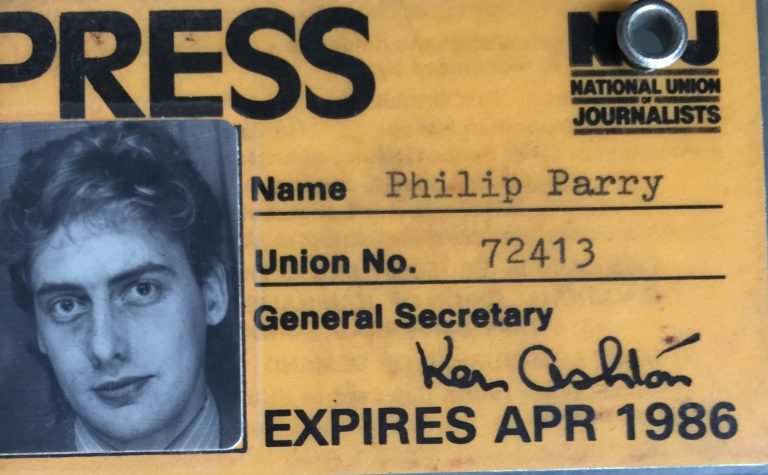 PRESS
NUJ
NATIONAL UNION
OF
JOURNALISTS
Name Philip Parry
Union No. 72413
General Secretary
Ken Ashton
EXPIRES APR 1986